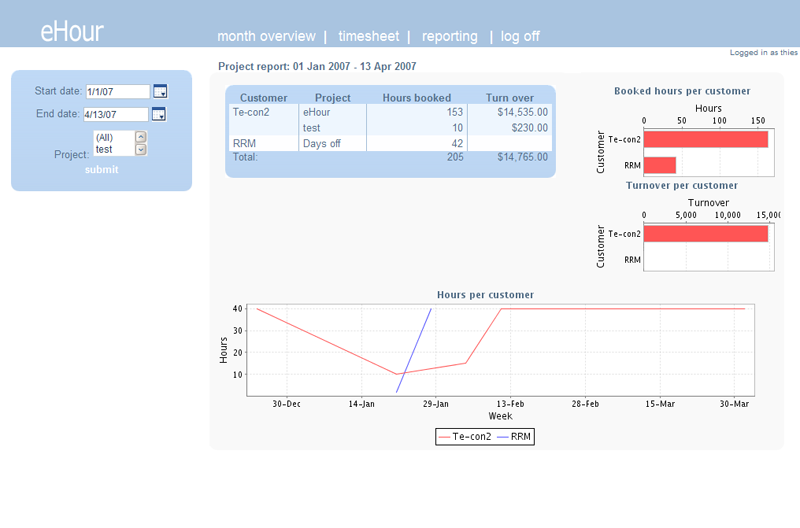 eHour
month overview | timesheet | reporting | log off
Logged in as thies
Start date: 1/1/07
End date: 4/13/07
Project: (All)
test
submit
Project report: 01 Jan 2007 - 13 Apr 2007
Customer Project Hours booked Turn over
Te-con2 eHour 153 $14,535.00
test 10 $230.00
RRM Days off 42
Total: 205 $14,765.00
Booked hours per customer
Hours
0 50 100 150
Customer
Te-con2
RRM
Turnover per customer
Turnover
0 5,000 10,000 15,000
Customer
Te-con2
RRM
Hours per customer
Hours
40
30
20
10
30-Dec 14-Jan 29-Jan 13-Feb 28-Feb 15-Mar 30-Mar
Week
Te-con2 RRM